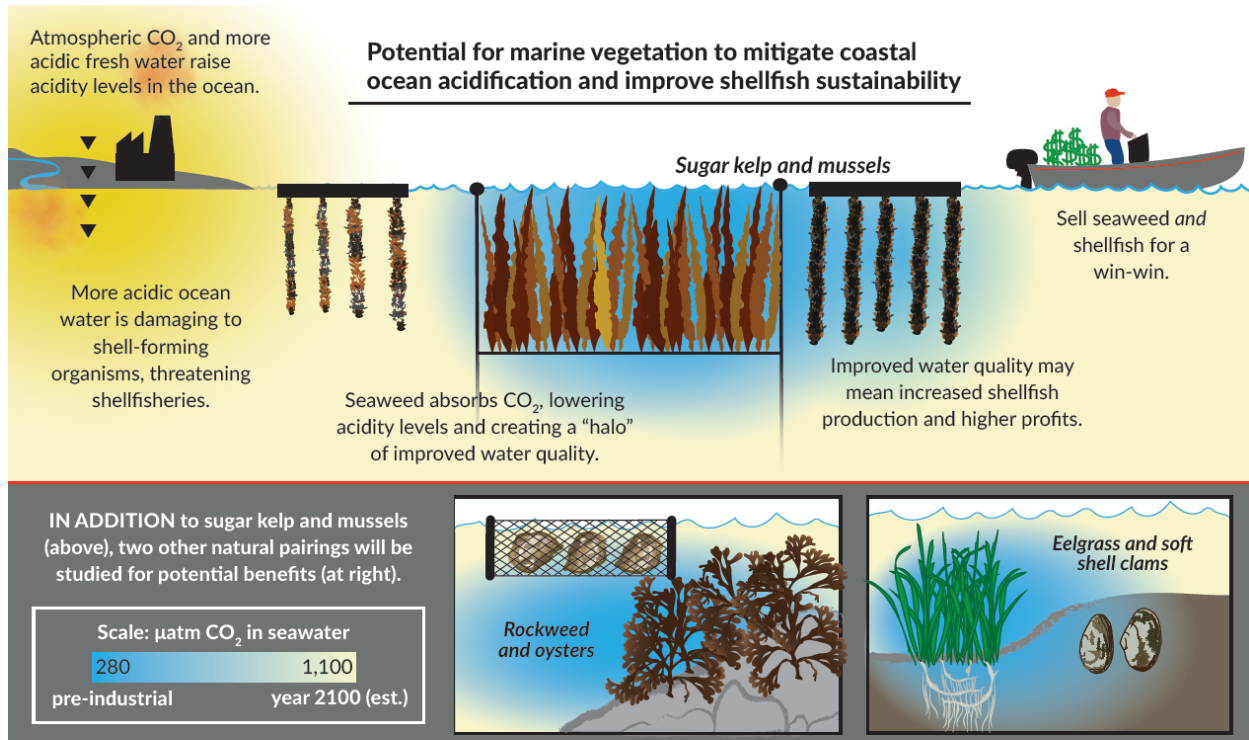 Atmospheric CO₂ and more
acidic fresh water raise
acidity levels in the ocean.
Potential for marine vegetation to mitigate coastal
ocean acidification and improve shellfish sustainability
Sugar kelp and mussels
$$$$$
Sell seaweed and
shellfish for a
win-win.
More acidic ocean
water is damaging to
shell-forming
organisms, threatening
shellfisheries.
Seaweed absorbs CO₂, lowering
acidity levels and creating a “halo”
of improved water quality.
Improved water quality may
mean increased shellfish
production and higher profits.
IN ADDITION to sugar kelp and mussels
(above), two other natural pairings will be
studied for potential benefits (at right).
Scale: µatm CO₂ in seawater
280 1,100
pre-industrial year 2100 (est.)
Rockweed
and oysters
Eelgrass and soft
shell clams